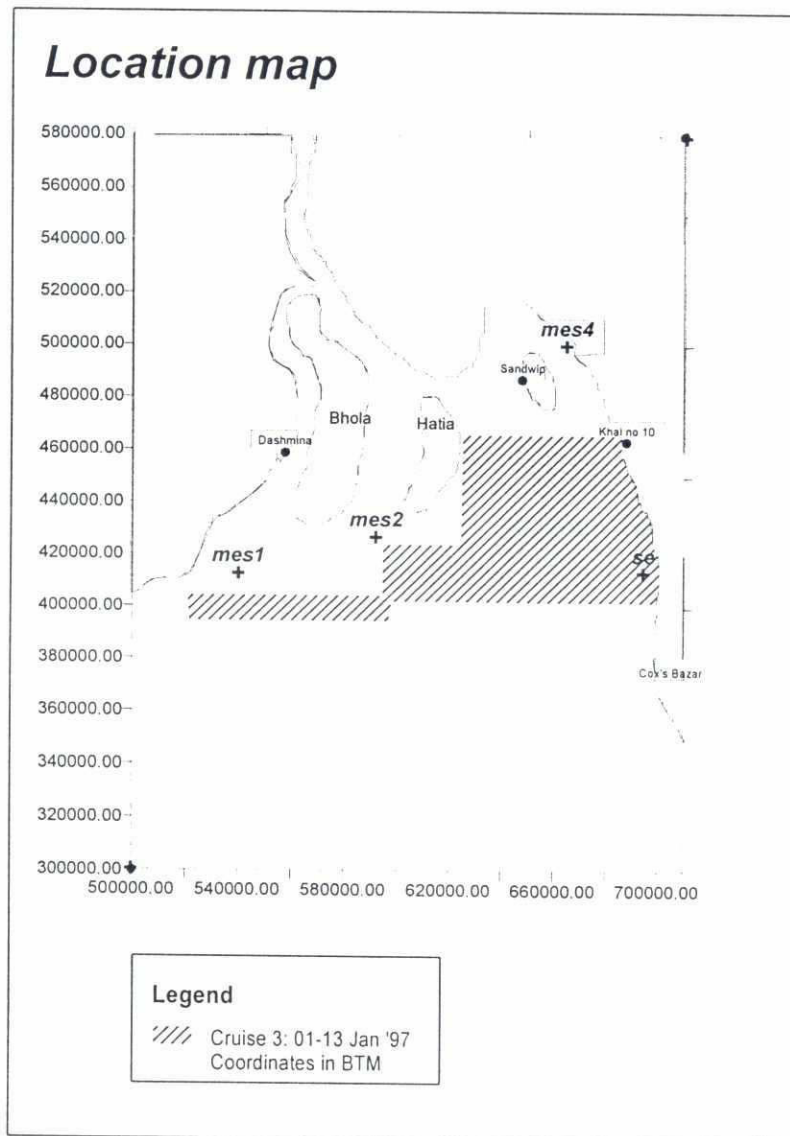 Location map
580000.00
560000.00
540000.00
520000.00
500000.00
480000.00
460000.00
440000.00
420000.00
400000.00
380000.00
360000.00
340000.00
320000.00
300000.00
mes4
Sandwip
Bhola
Hatia
Khal no 10
Dashmina
mes2
mes1
se
Cox's Bazar
500000.00 540000.00 580000.00 620000.00 660000.00 700000.00
Legend
Cruise 3: 01-13 Jan '97
Coordinates in BTM